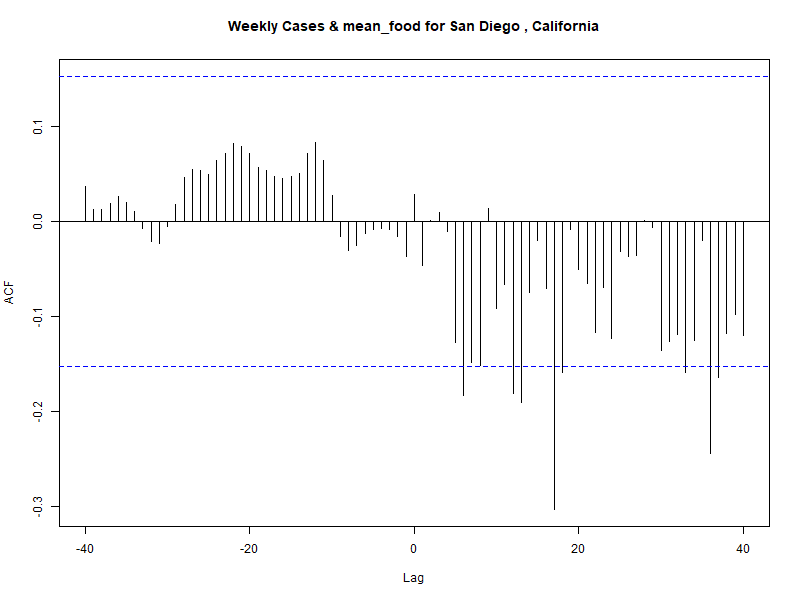 Weekly Cases & mean_food for San Diego , California
ACF
0.1
0.0
-0.1
-0.2
-0.3
-40 -20 0 20 40
Lag